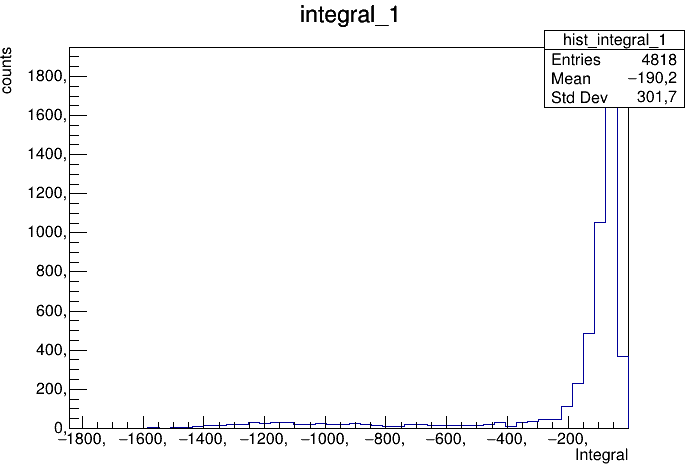 integral_1
hist_integral_1
Entries 4818
Mean −190,2
Std Dev 301,7
counts
1800,
1600,
1400,
1200,
1000,
800,
600,
400,
200,
0,
−1800, −1600, −1400, −1200, −1000, −800, −600, −400, −200,
Integral